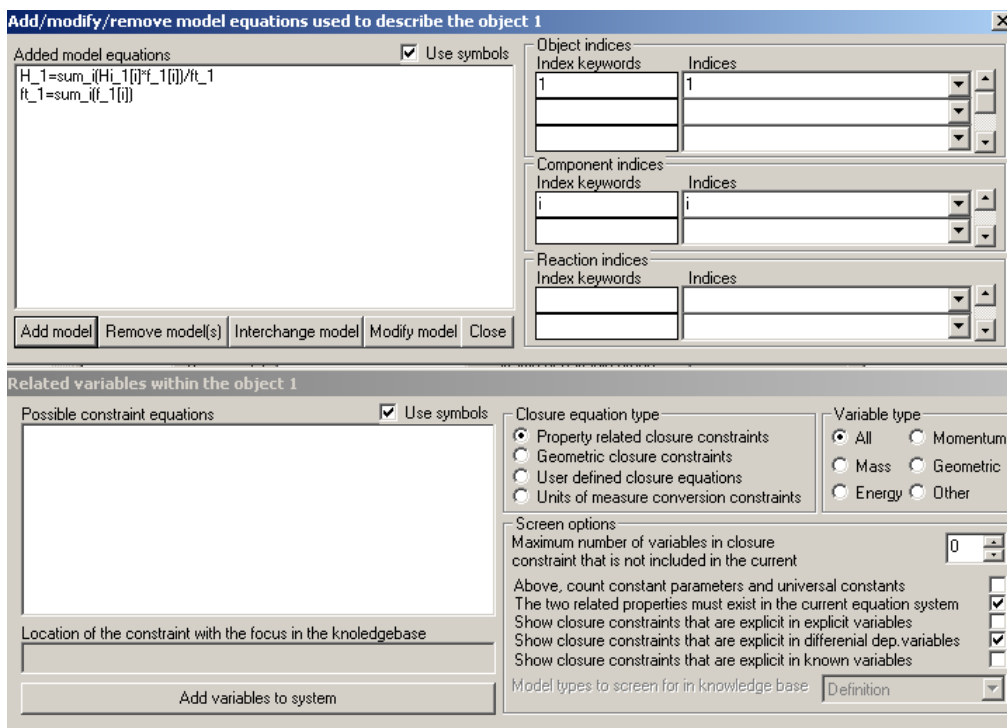 Add/modify/remove model equations used to describe the object 1
Added model equations
Use symbols
H_1=sum_i(Hi_1[i]*f_1[i])/ft_1
ft_1=sum_i(f_1[i])
Add model Remove model(s) Interchange model Modify model Close
Object indices
Index keywords Indices
1 1
Component indices
Index keywords Indices
i i
Reaction indices
Index keywords Indices
Related variables within the object 1
Possible constraint equations
Use symbols
Location of the constraint with the focus in the knoledgebase
Add variables to system
Closure equation type
Property related closure constraints
Geometric closure constraints
User defined closure equations
Units of measure conversion constraints
Variable type
All Momentum
Mass Geometric
Energy Other
Screen options
Maximum number of variables in closure
constraint that is not included in the current
0
Above, count constant parameters and universal constants
The two related properties must exist in the current equation system
Show closure constraints that are explicit in explicit variables
Show closure constraints that are explicit in differenial dep.variables
Show closure constraints that are explicit in known variables
Model types to screen for in knowledge base Definition